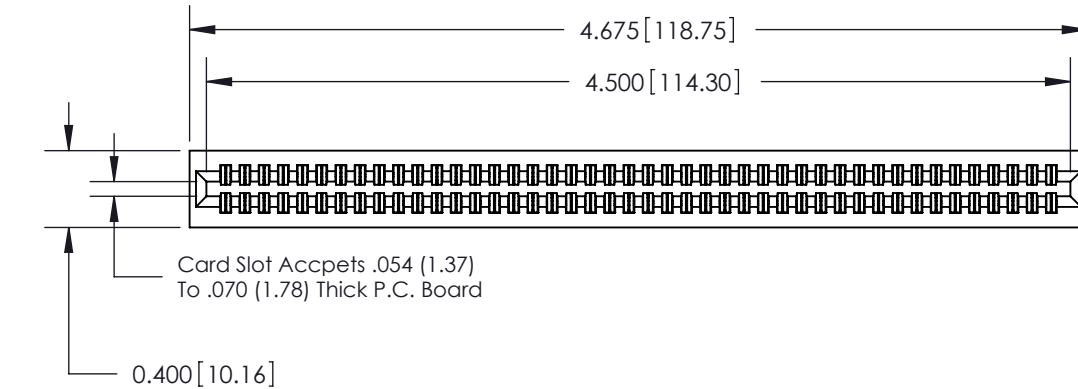 4.675[118.75]
4.500[114.30]
Card Slot Accpets .054 (1.37)
To .070 (1.78) Thick P.C. Board
0.400[10.16]